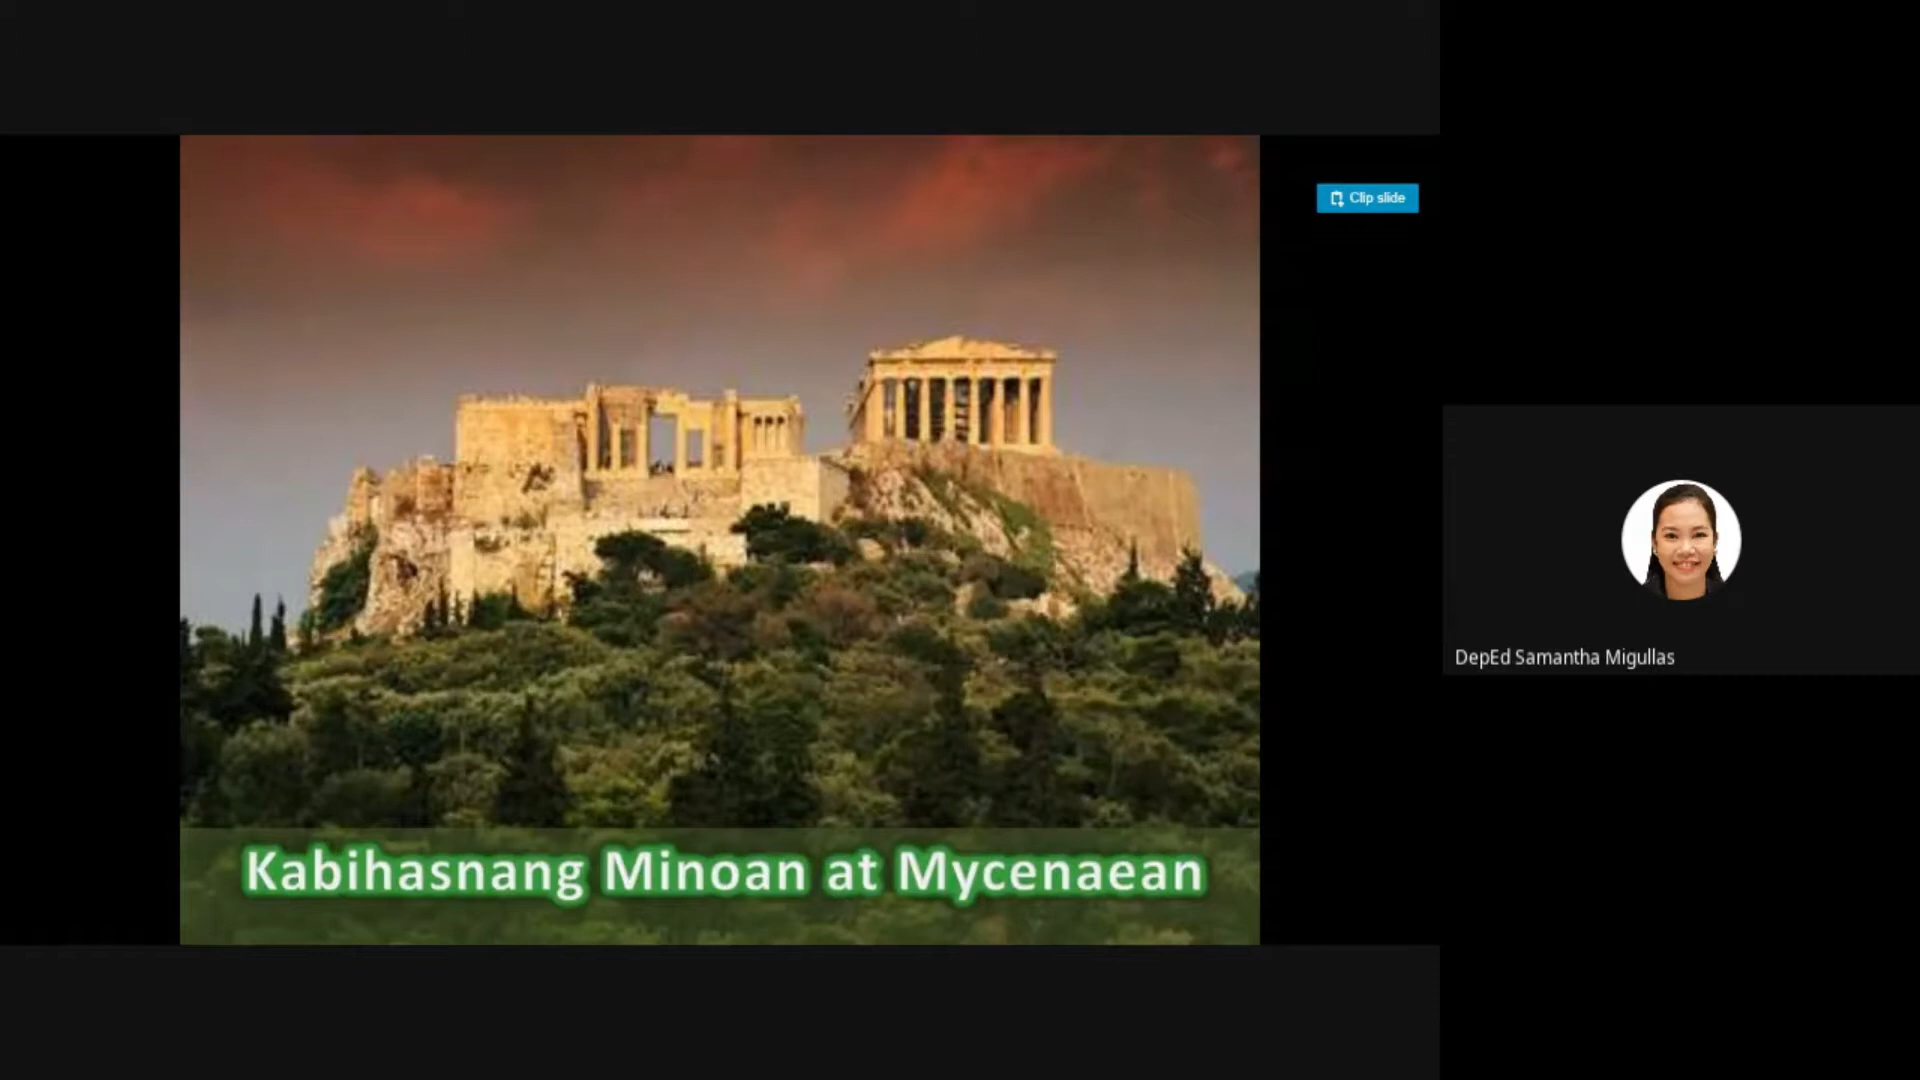 Clip slide
Kabihasnang Minoan at Mycenaean
DepEd Samantha Migullas